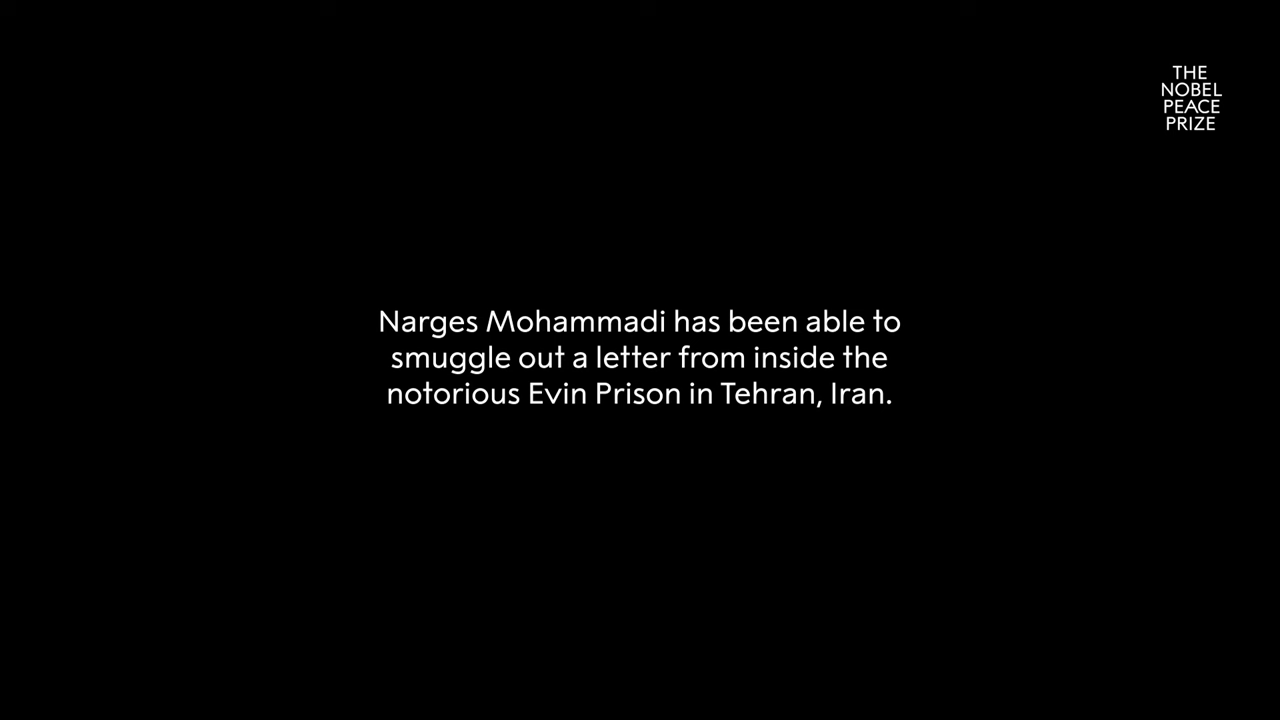 THE
NOBEL
PEACE
PRIZE
Narges Mohammadi has been able to
smuggle out a letter from inside the
notorious Evin Prison in Tehran, Iran.